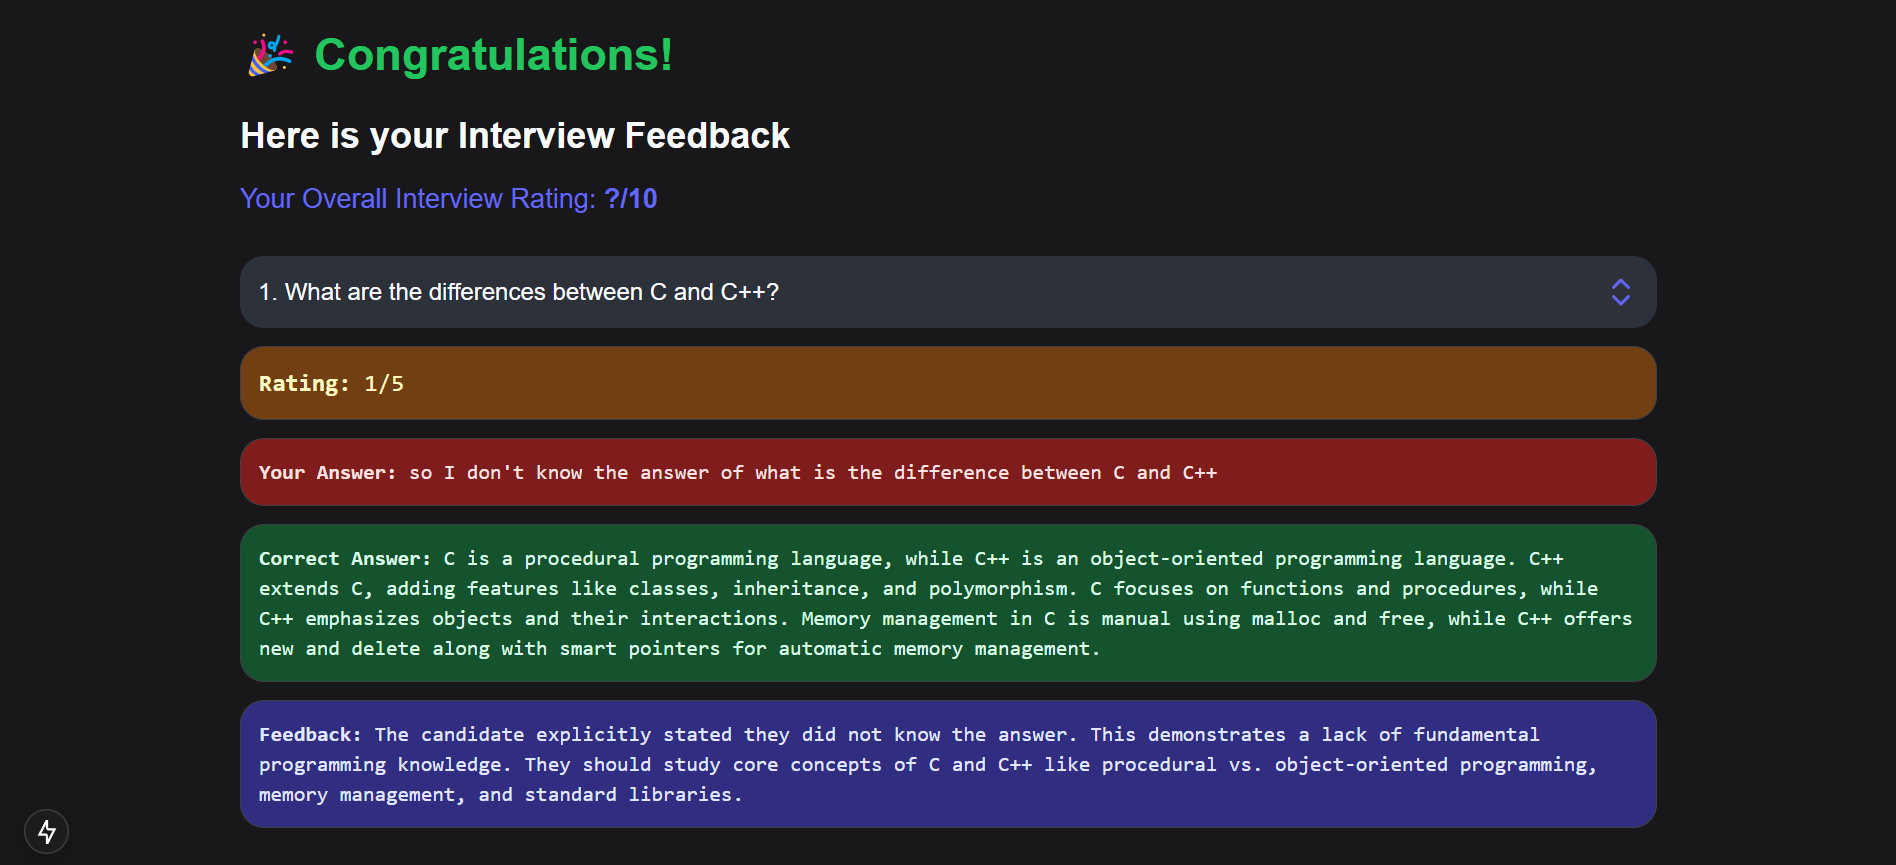 Congratulations!
Here is your Interview Feedback
Your Overall Interview Rating: ?/10
1. What are the differences between C and C++?
Rating: 1/5
Your Answer: so I don't know the answer of what is the difference between C and C++
Correct Answer: C is a procedural programming language, while C++ is an object-oriented programming language. C++
extends C, adding features like classes, inheritance, and polymorphism. C focuses on functions and procedures, while
C++ emphasizes objects and their interactions. Memory management in C is manual using malloc and free, while C++ offers
new and delete along with smart pointers for automatic memory management.
Feedback: The candidate explicitly stated they did not know the answer. This demonstrates a lack of fundamental
programming knowledge. They should study core concepts of C and C++ like procedural vs. object-oriented programming,
memory management, and standard libraries.